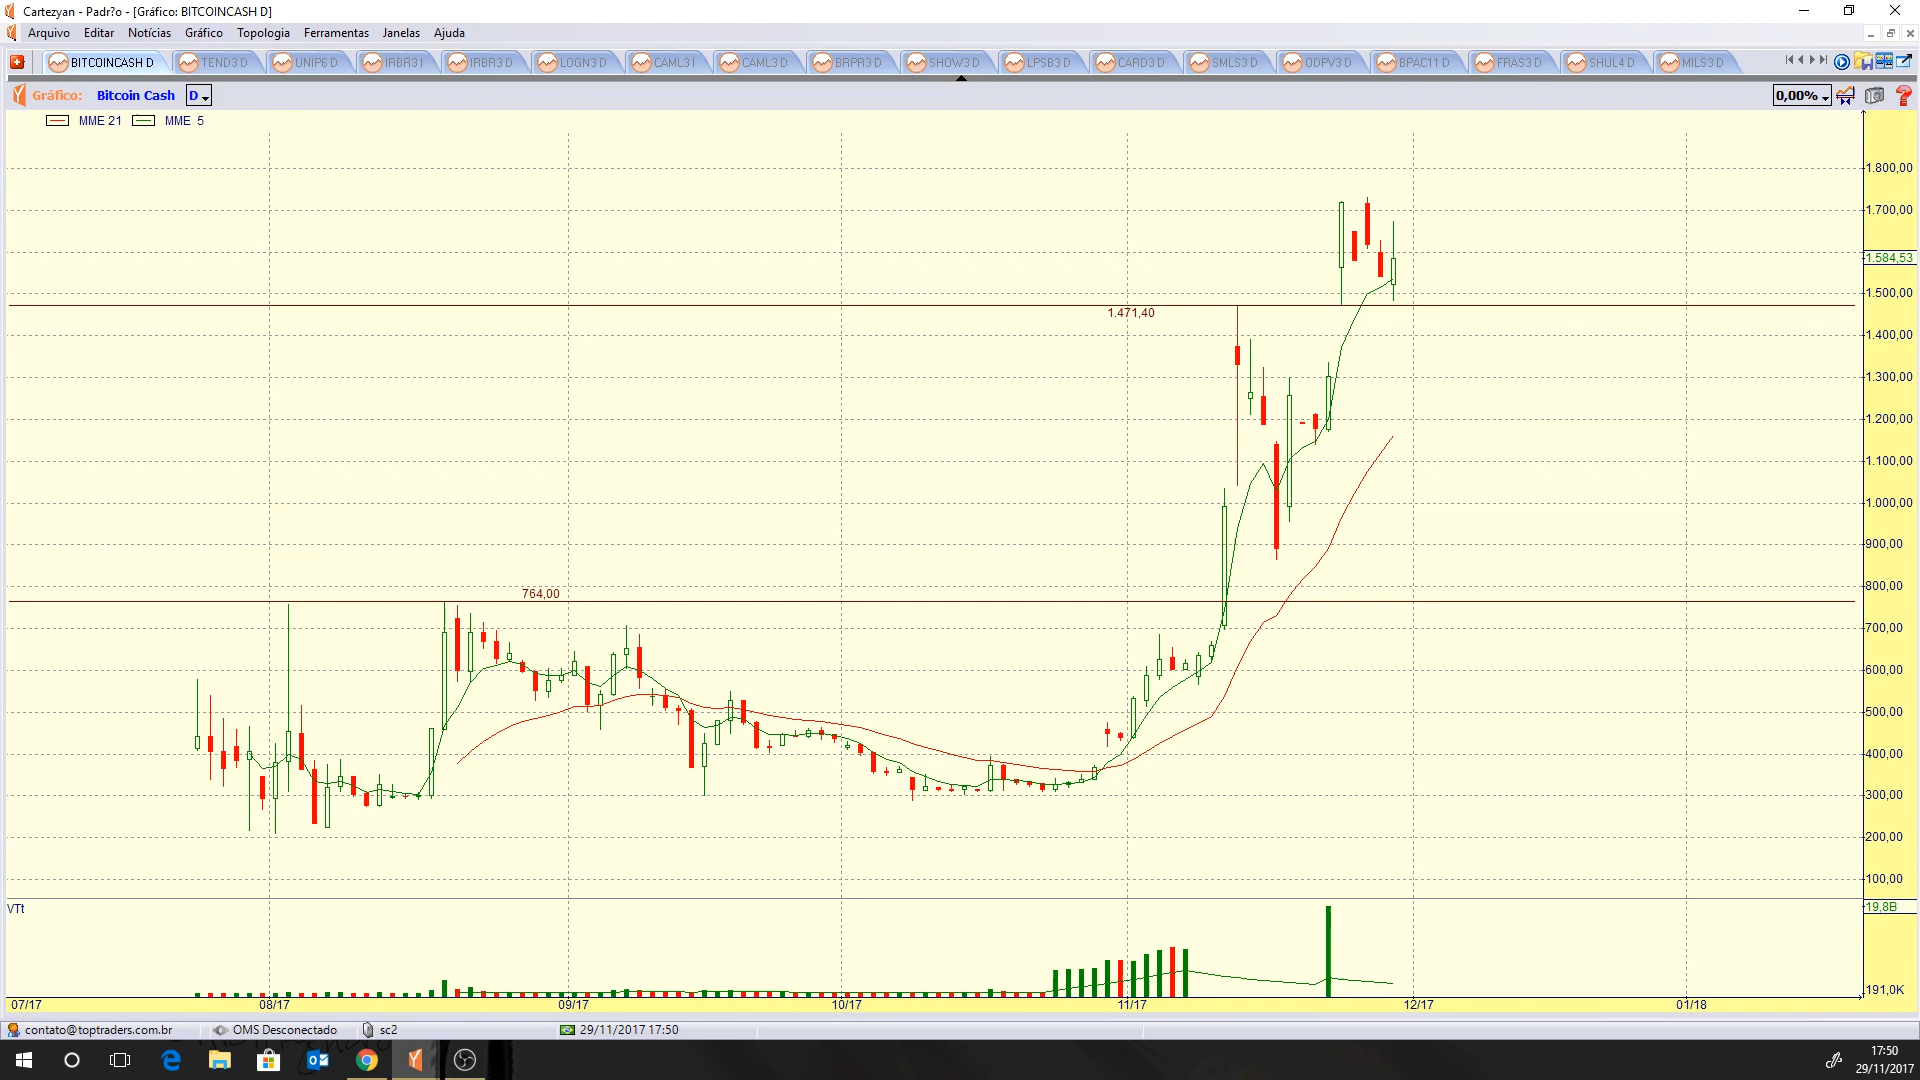 Cartezyan - Padr?o - [Gráfico: BITCOINCASH D]
Arquivo Editar Notícias Gráfico Topologia Ferramentas Janelas Ajuda
BITCOINCASH D TEND3 D UNIP6 D IRBR3 I IRBR3 D LOGN3 D CAML3 I CAML3 D BRPR3 D SHOW3 D LPSB3 D CARD3 D SMLS3 D ODPV3 D BPAC11 D FRAS3 D SHUL4 D MILS3 D
Gráfico: Bitcoin Cash D 0,00%
MME 21 MME 5
1.800,00
1.700,00
1.584,53
1.500,00
1.471,40
1.400,00
1.300,00
1.200,00
1.100,00
1.000,00
900,00
800,00
764,00
700,00
600,00
500,00
400,00
300,00
200,00
100,00
VTt 19,8B
191,0K
07/17 08/17 09/17 10/17 11/17 12/17 01/18
contato@toptraders.com.br OMS Desconectado sc2 29/11/2017 17:50
17:50
29/11/2017